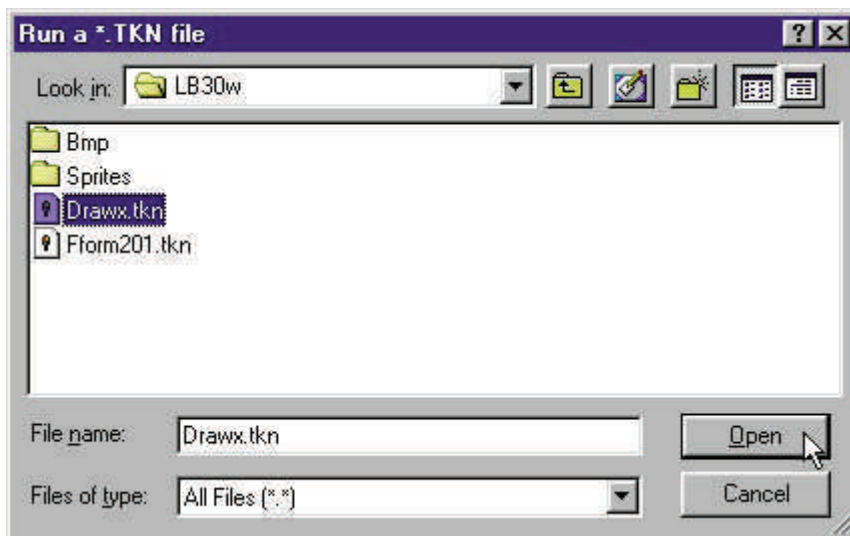 Run a *.TKN file
Look in: LB30w
Bmp
Sprites
Drawx.tkn
Fform201.tkn
File name: Drawx.tkn Open
Files of type: All Files (*.*) Cancel